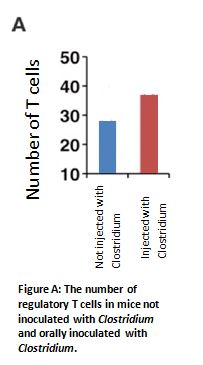 A
Number of T cells
50
40
30
20
10
Not injected with
Clostridium
Injected with
Clostridium
Figure A: The number of
regulatory T cells in mice not
inoculated with Clostridium
and orally inoculated with
Clostridium.